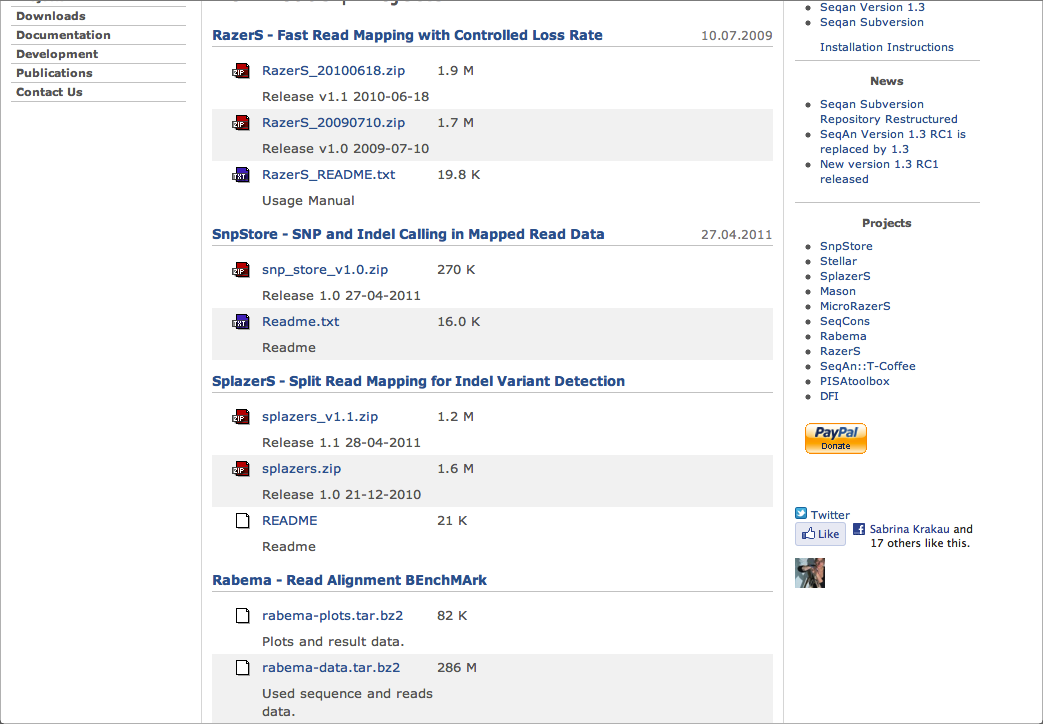 Downloads
Documentation
Development
Publications
Contact Us
RazerS - Fast Read Mapping with Controlled Loss Rate 10.07.2009
ZIP RazerS_20100618.zip 1.9 M
Release v1.1 2010-06-18
ZIP RazerS_20090710.zip 1.7 M
Release v1.0 2009-07-10
TXT RazerS_README.txt 19.8 K
Usage Manual
SnpStore - SNP and Indel Calling in Mapped Read Data 27.04.2011
ZIP snp_store_v1.0.zip 270 K
Release 1.0 27-04-2011
TXT Readme.txt 16.0 K
Readme
SplazerS - Split Read Mapping for Indel Variant Detection
ZIP splazers_v1.1.zip 1.2 M
Release 1.1 28-04-2011
ZIP splazers.zip 1.6 M
Release 1.0 21-12-2010
README 21 K
Readme
Rabema - Read Alignment BEnchMArk
rabema-plots.tar.bz2 82 K
Plots and result data.
rabema-data.tar.bz2 286 M
Used sequence and reads
data.
Seqan Version 1.3
Seqan Subversion
Installation Instructions
News
Seqan Subversion
Repository Restructured
SeqAn Version 1.3 RC1 is
replaced by 1.3
New version 1.3 RC1
released
Projects
SnpStore
Stellar
SplazerS
Mason
MicroRazerS
SeqCons
Rabema
RazerS
SeqAn::T-Coffee
PISAtoolbox
DFI
PayPal
Donate
Twitter
Like
Sabrina Krakau and
17 others like this.